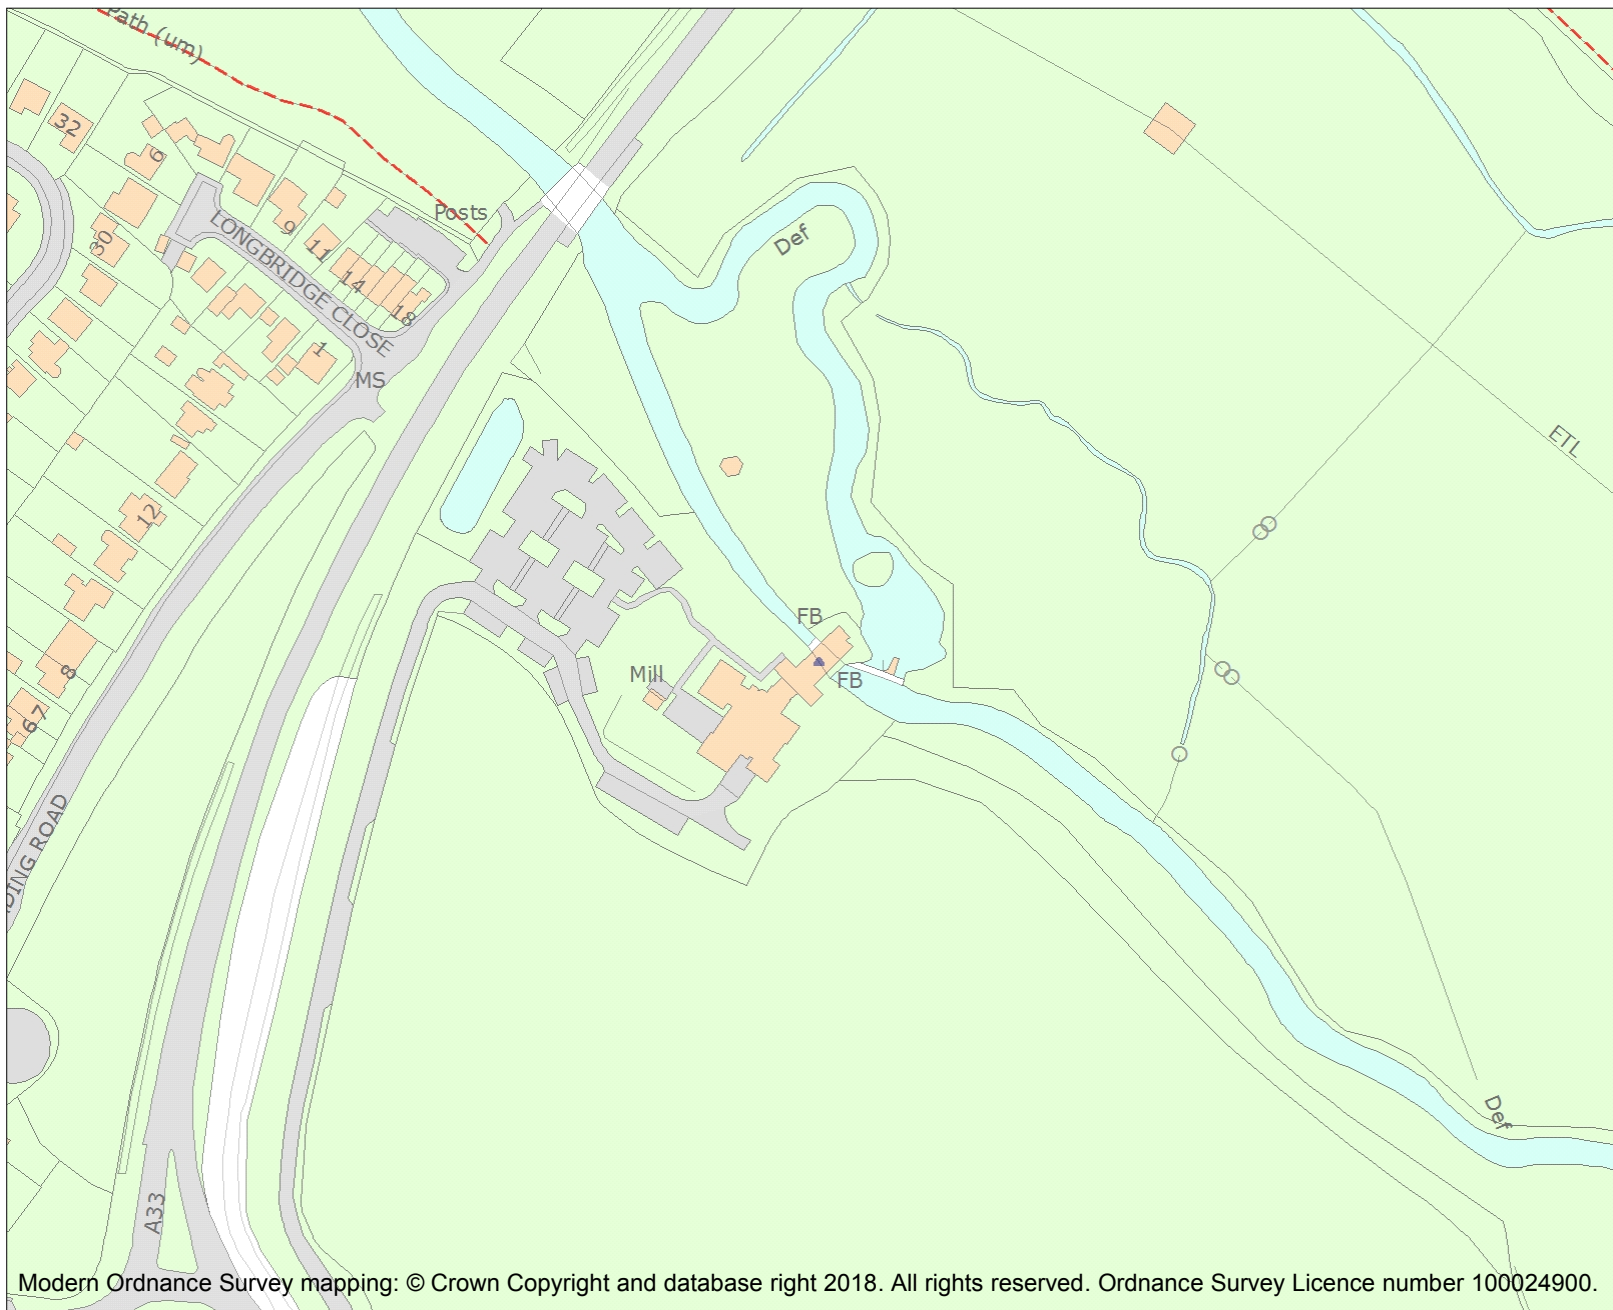 Path (um)
32
6
Posts
30
9
11
14
18
LONGBRIDGE CLOSE
1
MS
Def
ETL
12
FB
FB
Mill
8
67
DING ROAD
Def
A33
Modern Ordnance Survey mapping: © Crown Copyright and database right 2018. All rights reserved. Ordnance Survey Licence number 100024900.